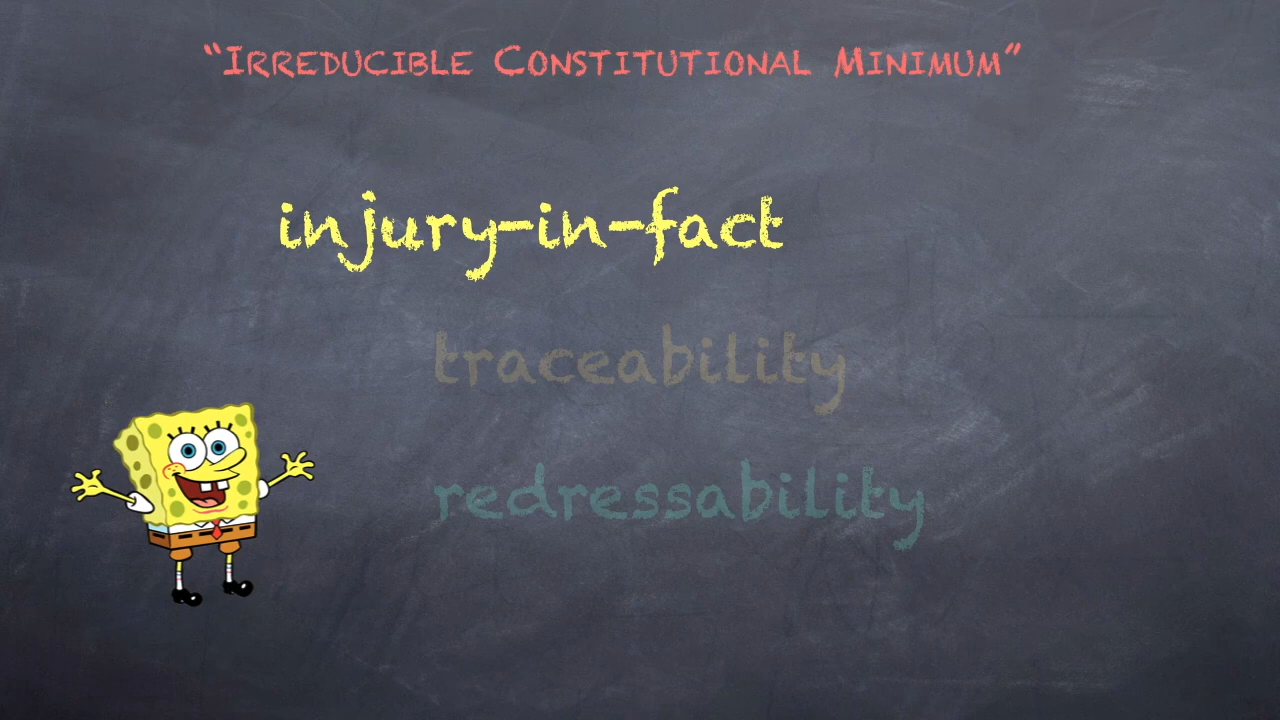 “Irreducible Constitutional Minimum”
injury-in-fact
traceability
redressability